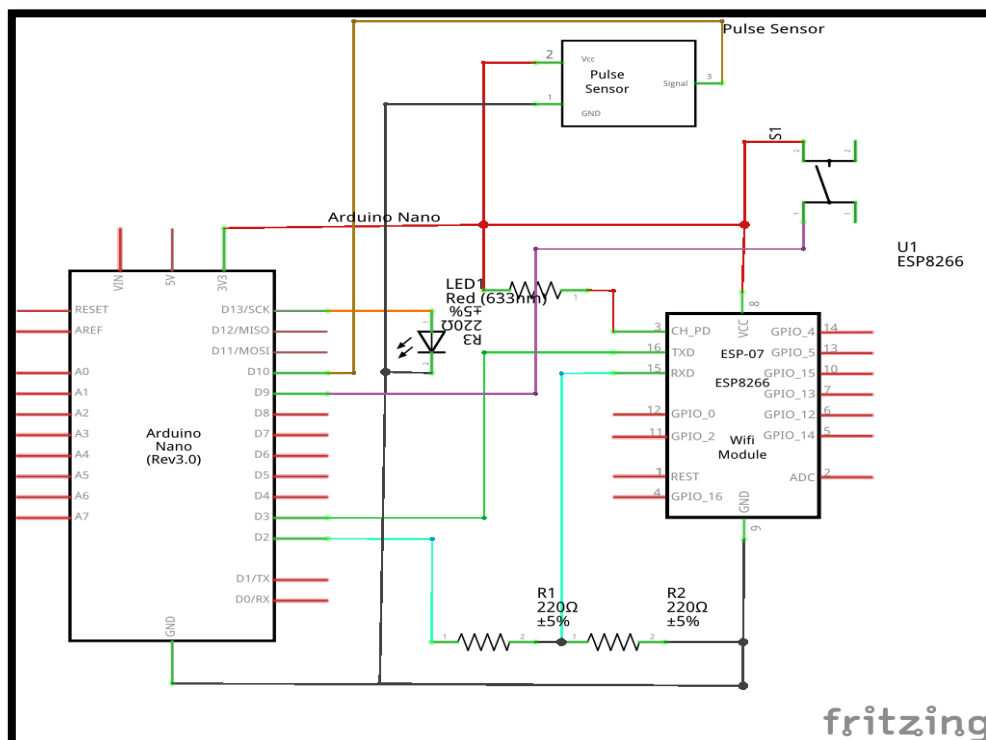 Pulse Sensor
2
Vcc
Pulse
Sensor
Signal
3
1
GND
S1
2
2
1
1
Arduino Nano
U1
ESP8266
VIN
5V
3V3
LED1
Red (633nm)
±5%
220Ω
R3
1
1
2
RESET
AREF
A0
A1
A2
A3
A4
A5
A6
A7
Arduino
Nano
(Rev3.0)
D13/SCK
D12/MISO
D11/MOSI
D10
D9
D8
D7
D6
D5
D4
D3
D2
D1/TX
D0/RX
GND
8
VCC
3 CH_PD
16 TXD
15 RXD
12 GPIO_0
11 GPIO_2
1 REST
4 GPIO_16
ESP-07
ESP8266
Wifi
Module
GPIO_4 14
GPIO_5 13
GPIO_15 10
GPIO_13 7
GPIO_12 6
GPIO_14 5
ADC 2
GND
9
R1
220Ω
±5%
R2
220Ω
±5%
1
2
1
2
fritzing